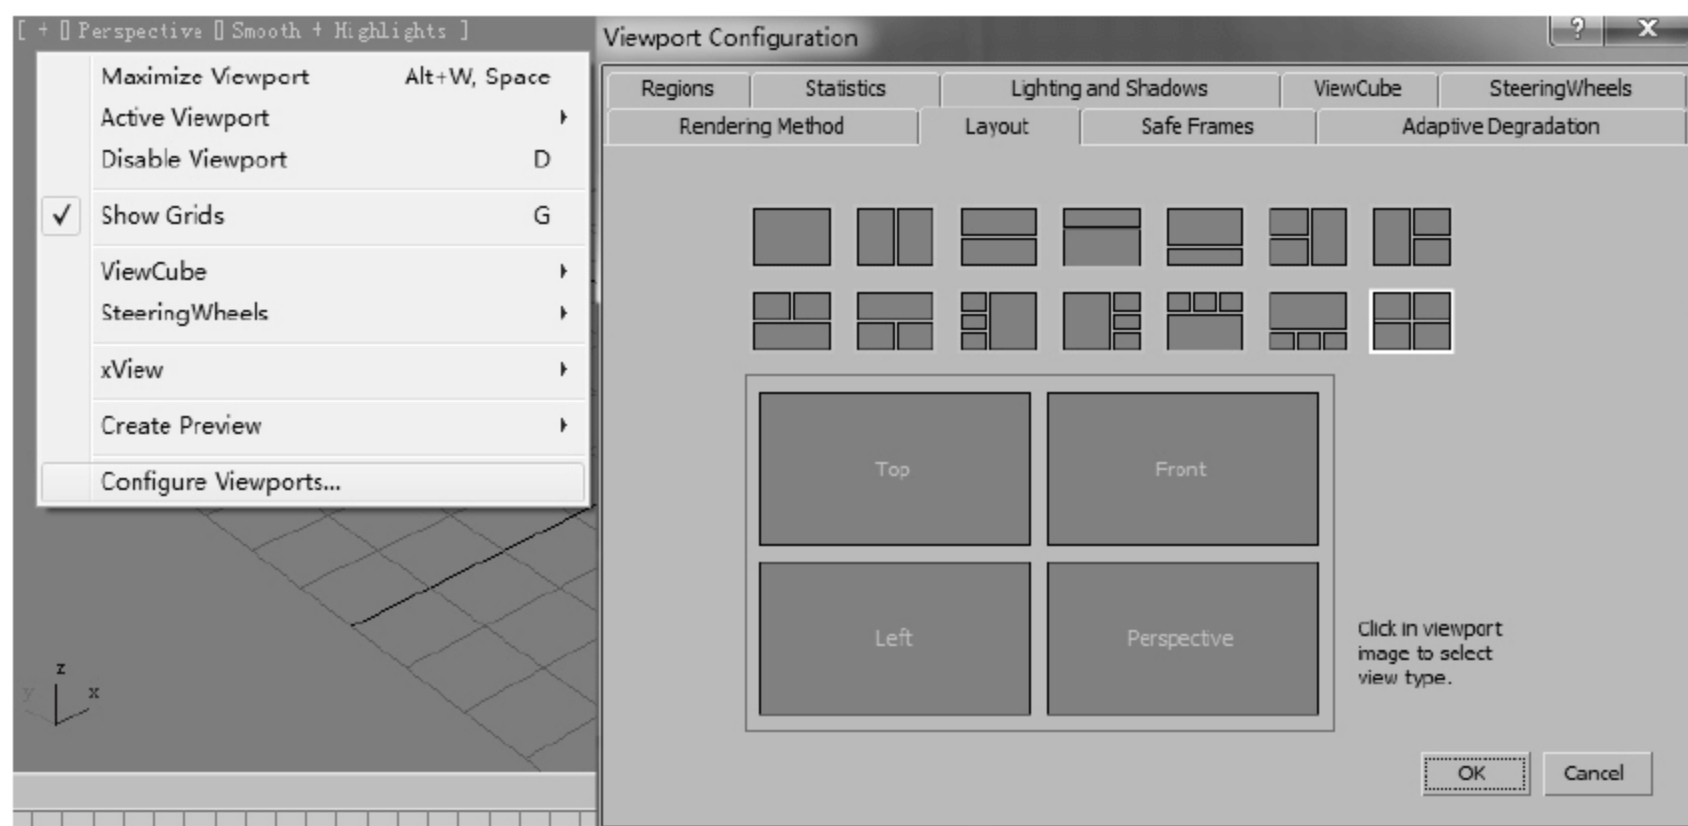 [ + [] Perspective [] Smooth + Highlights ]
Maximize Viewport Alt+W, Space
Active Viewport
Disable Viewport D
Show Grids G
ViewCube
SteeringWheels
xView
Create Preview
Configure Viewports...
z
y x
Viewport Configuration
? X
Regions Statistics Lighting and Shadows ViewCube SteeringWheels
Rendering Method Layout Safe Frames Adaptive Degradation
Top Front
Left Perspective
Click in viewport
image to select
view type.
OK Cancel